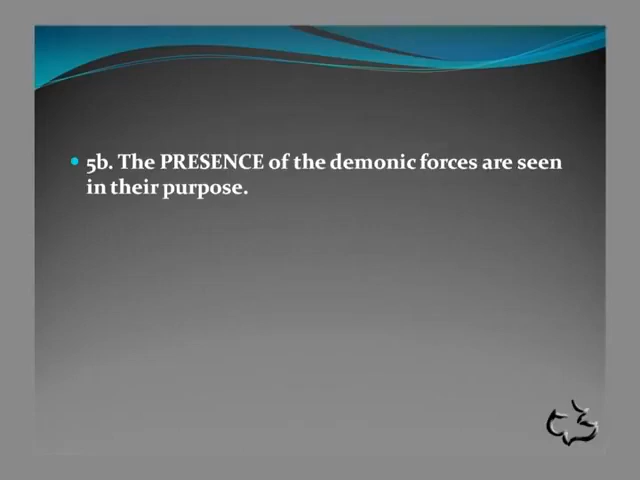 • 5b. The PRESENCE of the demonic forces are seen
in their purpose.